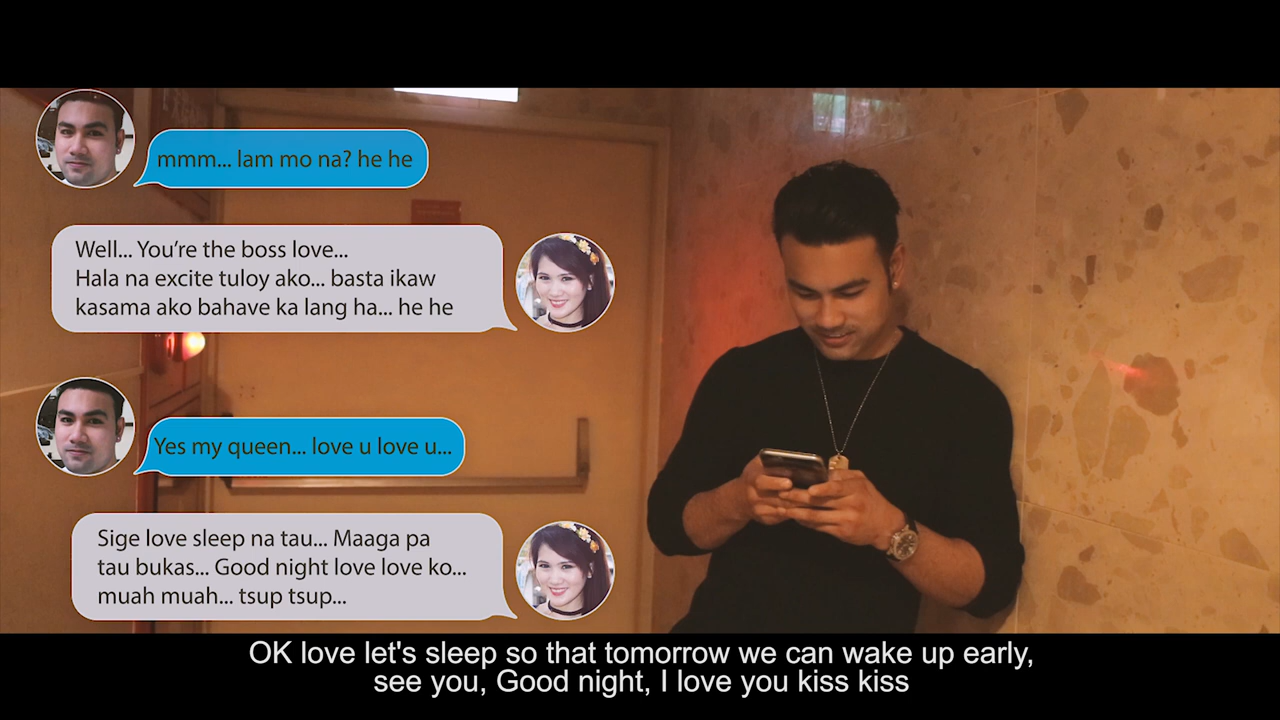 mmm... lam mo na? he he
Well... You're the boss love...
Hala na excite tuloy ako... basta ikaw
kasama ako bahave ka lang ha... he he
Yes my queen... love u love u...
Sige love sleep na tau... Maaga pa
tau bukas... Good night love love ko...
muah muah... tsup tsup...
OK love let's sleep so that tomorrow we can wake up early,
see you, Good night, I love you kiss kiss